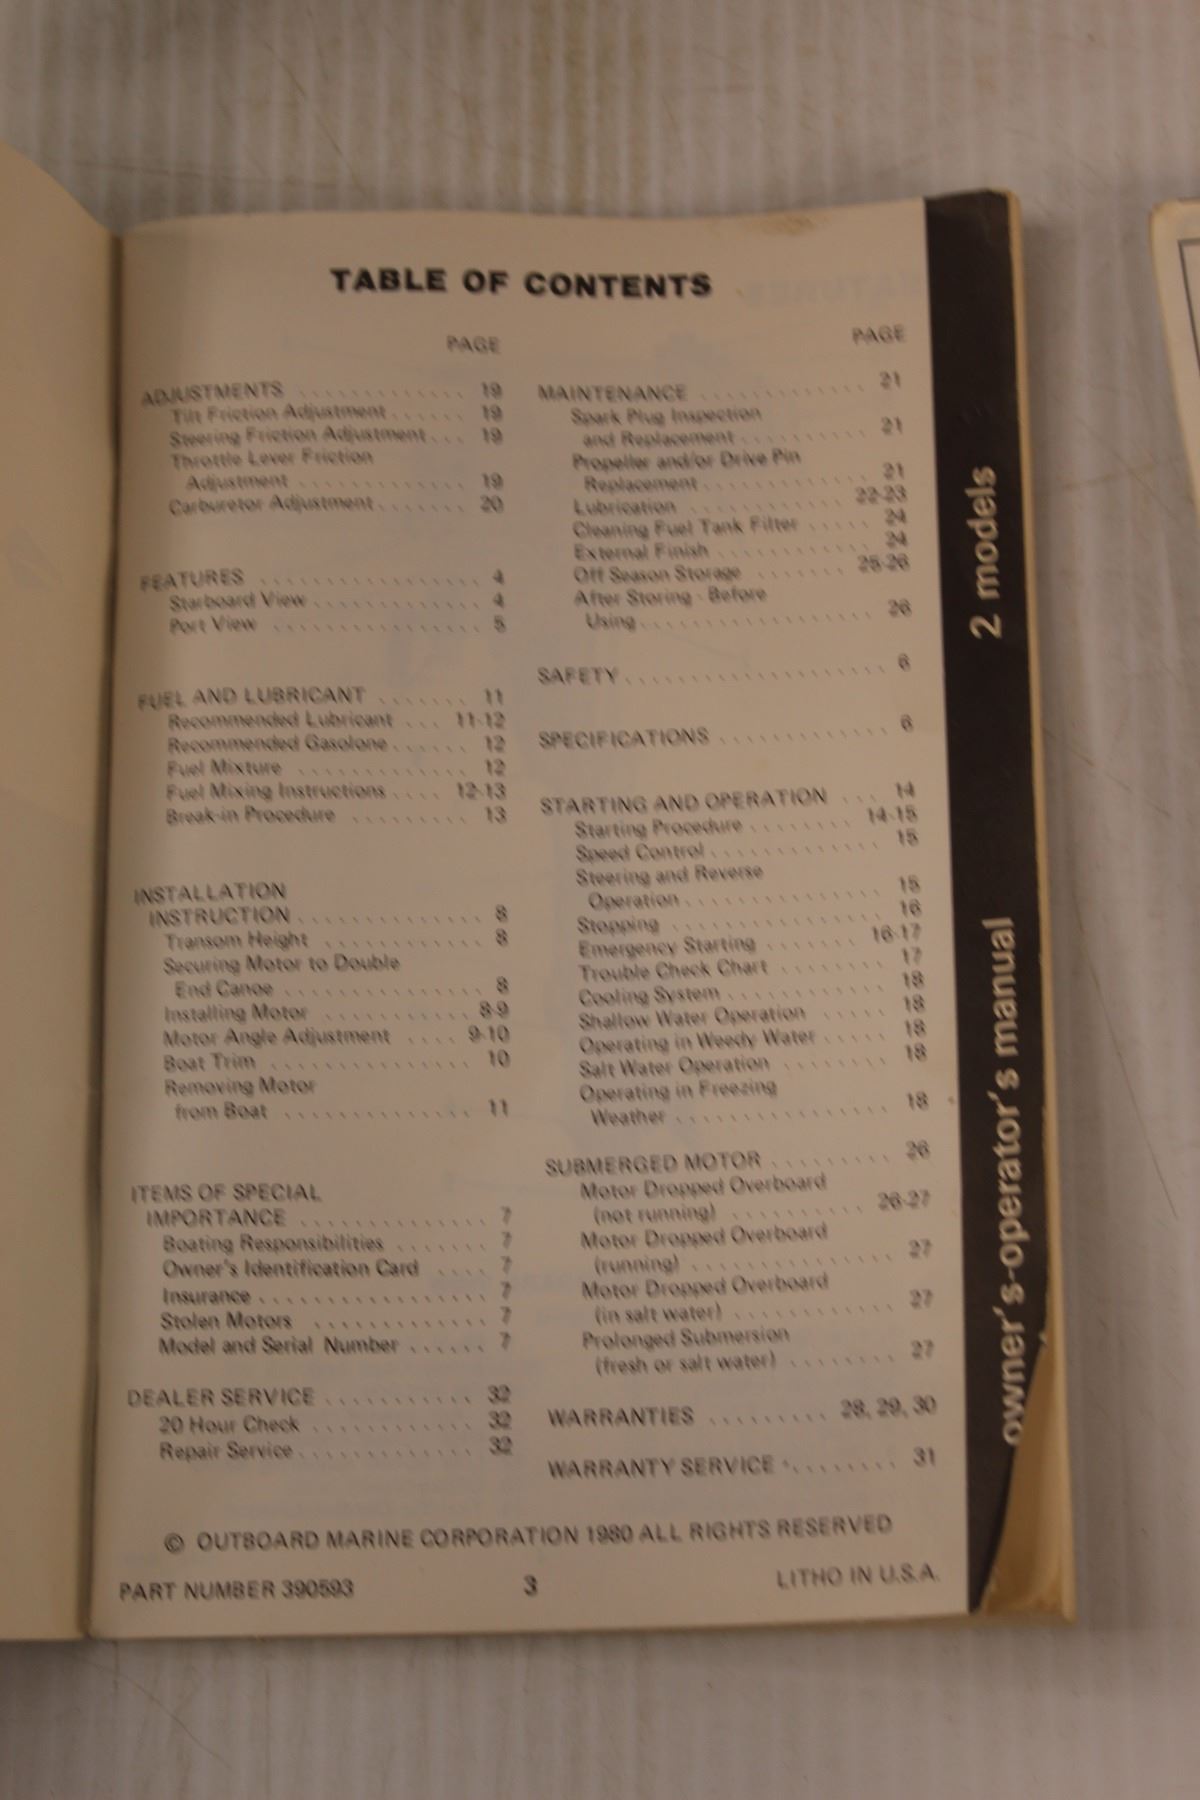 TABLE OF CONTENTS
PAGE
ADJUSTMENTS . . . . . . . . . . . . . 19
Tilt Friction Adjustment . . . . . . 19
Steering Friction Adjustment . . . 19
Throttle Lever Friction
Adjustment . . . . . . . . . . . . . 19
Carburetor Adjustment . . . . . . . 20
FEATURES . . . . . . . . . . . . . . . . . 4
Starboard View . . . . . . . . . . . . . 4
Port View . . . . . . . . . . . . . . . . 5
FUEL AND LUBRICANT . . . . . . . 11
Recommended Lubricant . . . 11-12
Recommended Gasolone . . . . . . 12
Fuel Mixture . . . . . . . . . . . . . 12
Fuel Mixing Instructions . . . . 12-13
Break-in Procedure . . . . . . . . . 13
INSTALLATION
INSTRUCTION . . . . . . . . . . . . . . 8
Transom Height . . . . . . . . . . . . 8
Securing Motor to Double
End Canoe . . . . . . . . . . . . . . . 8
Installing Motor . . . . . . . . . . . 8-9
Motor Angle Adjustment . . . . 9-10
Boat Trim . . . . . . . . . . . . . . . 10
Removing Motor
from Boat . . . . . . . . . . . . . . 11
ITEMS OF SPECIAL
IMPORTANCE . . . . . . . . . . . . . 7
Boating Responsibilities . . . . . . . 7
Owner's Identification Card . . . . 7
Insurance . . . . . . . . . . . . . . . . . 7
Stolen Motors . . . . . . . . . . . . . 7
Model and Serial Number . . . . . . 7
DEALER SERVICE . . . . . . . . . . . 32
20 Hour Check . . . . . . . . . . . . 32
Repair Service . . . . . . . . . . . . . 32
PAGE
MAINTENANCE . . . . . . . . . . . . 21
Spark Plug Inspection
and Replacement . . . . . . . . . . 21
Propeller and/or Drive Pin
Replacement . . . . . . . . . . . . . 21
Lubrication . . . . . . . . . . . . . 22-23
Cleaning Fuel Tank Filter . . . . . 24
External Finish . . . . . . . . . . . . 24
Off Season Storage . . . . . . . 25-26
After Storing - Before
Using . . . . . . . . . . . . . . . . . . 26
SAFETY . . . . . . . . . . . . . . . . . . . 6
SPECIFICATIONS . . . . . . . . . . . . . 6
STARTING AND OPERATION . . . 14
Starting Procedure . . . . . . . . 14-15
Speed Control . . . . . . . . . . . . . 15
Steering and Reverse
Operation . . . . . . . . . . . . . . . 15
Stopping . . . . . . . . . . . . . . . . 16
Emergency Starting . . . . . . . 16-17
Trouble Check Chart . . . . . . . . 17
Cooling System . . . . . . . . . . . . 18
Shallow Water Operation . . . . . 18
Operating in Weedy Water . . . . . 18
Salt Water Operation . . . . . . . . 18
Operating in Freezing
Weather . . . . . . . . . . . . . . . . 18
SUBMERGED MOTOR . . . . . . . . . 26
Motor Dropped Overboard
(not running) . . . . . . . . . . 26-27
Motor Dropped Overboard
(running) . . . . . . . . . . . . . . . 27
Motor Dropped Overboard
(in salt water) . . . . . . . . . . . . 27
Prolonged Submersion
(fresh or salt water) . . . . . . . . 27
WARRANTIES . . . . . . . . . 28, 29, 30
WARRANTY SERVICE . . . . . . . . . 31
© OUTBOARD MARINE CORPORATION 1980 ALL RIGHTS RESERVED
PART NUMBER 390593 3 LITHO IN U.S.A.
owner's-operator's manual 2 models